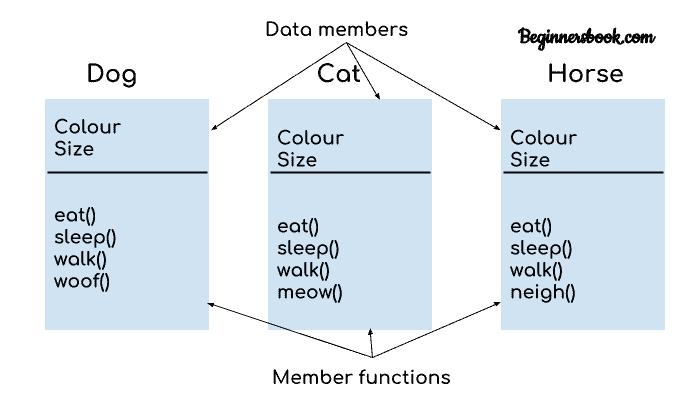 Data members
Beginnersbook.com
Dog
Cat
Horse
Colour
Size
eat()
sleep()
walk()
woof()
Colour
Size
eat()
sleep()
walk()
meow()
Colour
Size
eat()
sleep()
walk()
neigh()
Member functions